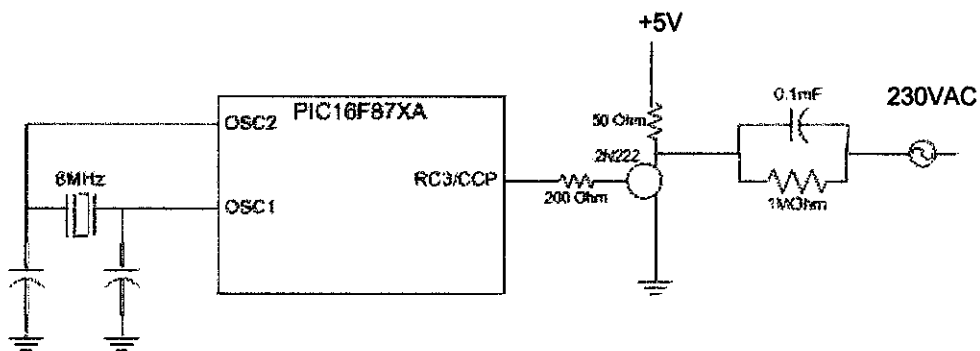 +5V
0.1mF
230VAC
PIC16F87XA
OSC2
50 Ohm
2N222
6MHz
RC3/CCP
OSC1
200 Ohm
1MOhm